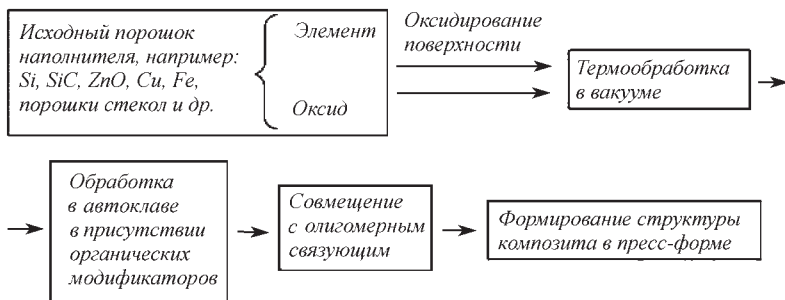 Исходный порошок
наполнителя, например:
Si, SiC, ZnO, Cu, Fe,
порошки стекол и др.
Элемент
Оксид
Оксидирование
поверхности
Термообработка
в вакууме
Обработка
в автоклаве
в присутствии
органических
модификаторов
Совмещение
с олигомерным
связующим
Формирование структуры
композита в пресс-форме